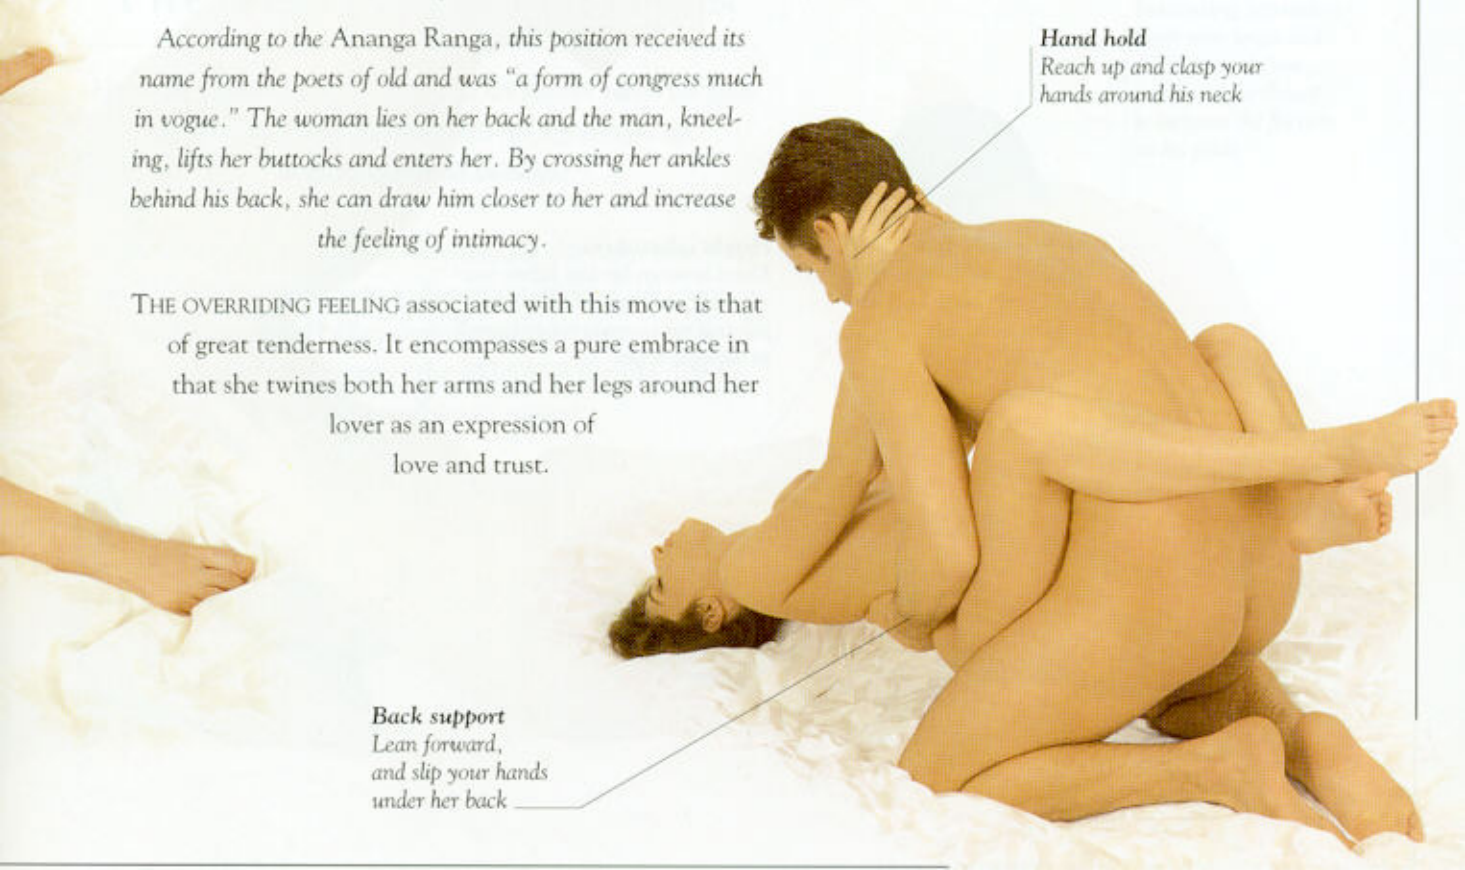 According to the Ananga Ranga, this position received its
name from the poets of old and was “a form of congress much
in vogue.” The woman lies on her back and the man, kneel-
ing, lifts her buttocks and enters her. By crossing her ankles
behind his back, she can draw him closer to her and increase
the feeling of intimacy.
THE OVERRIDING FEELING associated with this move is that
of great tenderness. It encompasses a pure embrace in
that she twines both her arms and her legs around her
lover as an expression of
love and trust.
Hand hold
Reach up and clasp your
hands around his neck
Back support
Lean forward,
and slip your hands
under her back